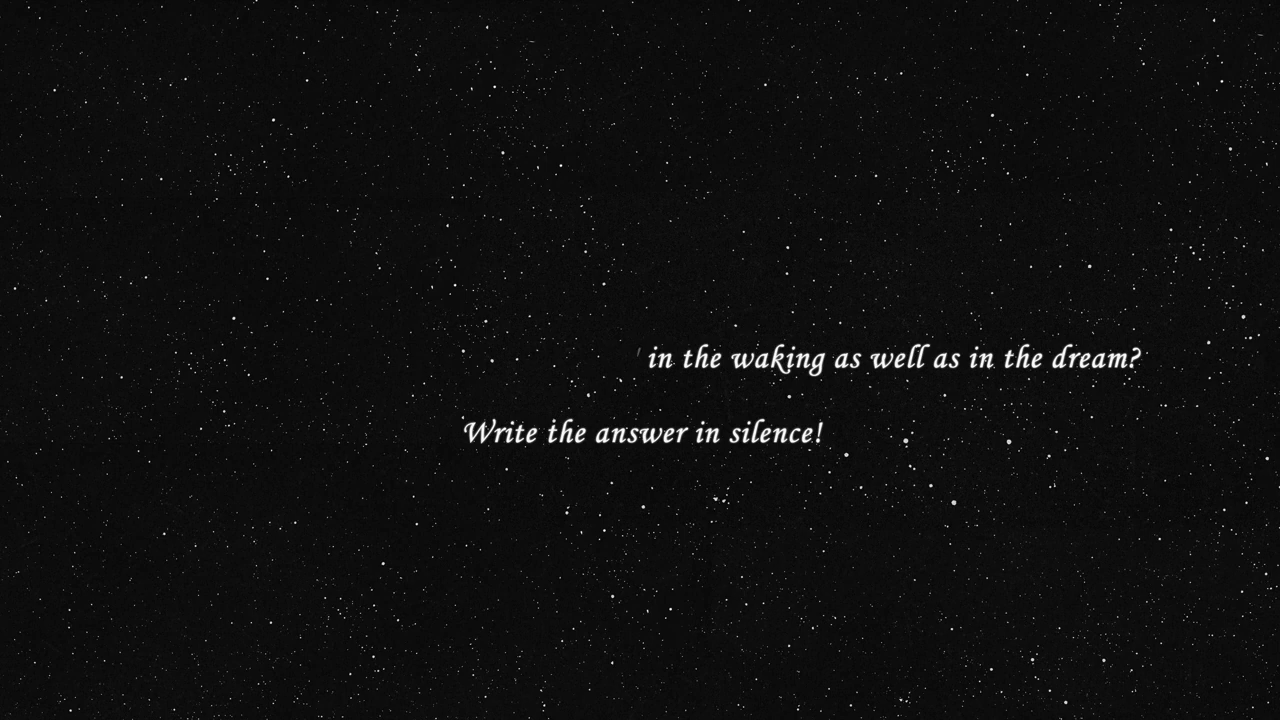 in the waking as well as in the dream?
Write the answer in silence!